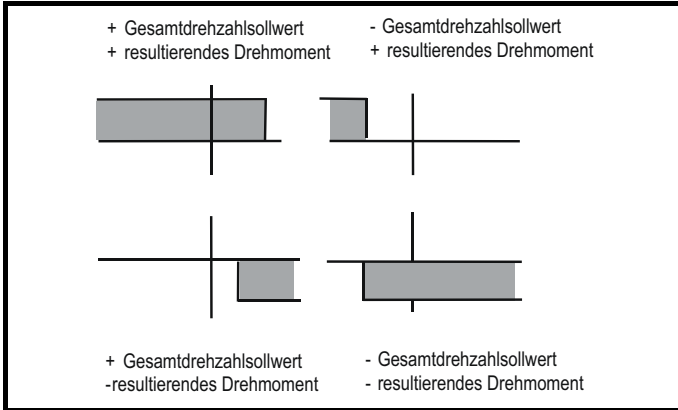 + Gesamtdrehzahlsollwert
+ resultierendes Drehmoment
- Gesamtdrehzahlsollwert
+ resultierendes Drehmoment
+ Gesamtdrehzahlsollwert
-resultierendes Drehmoment
- Gesamtdrehzahlsollwert
- resultierendes Drehmoment